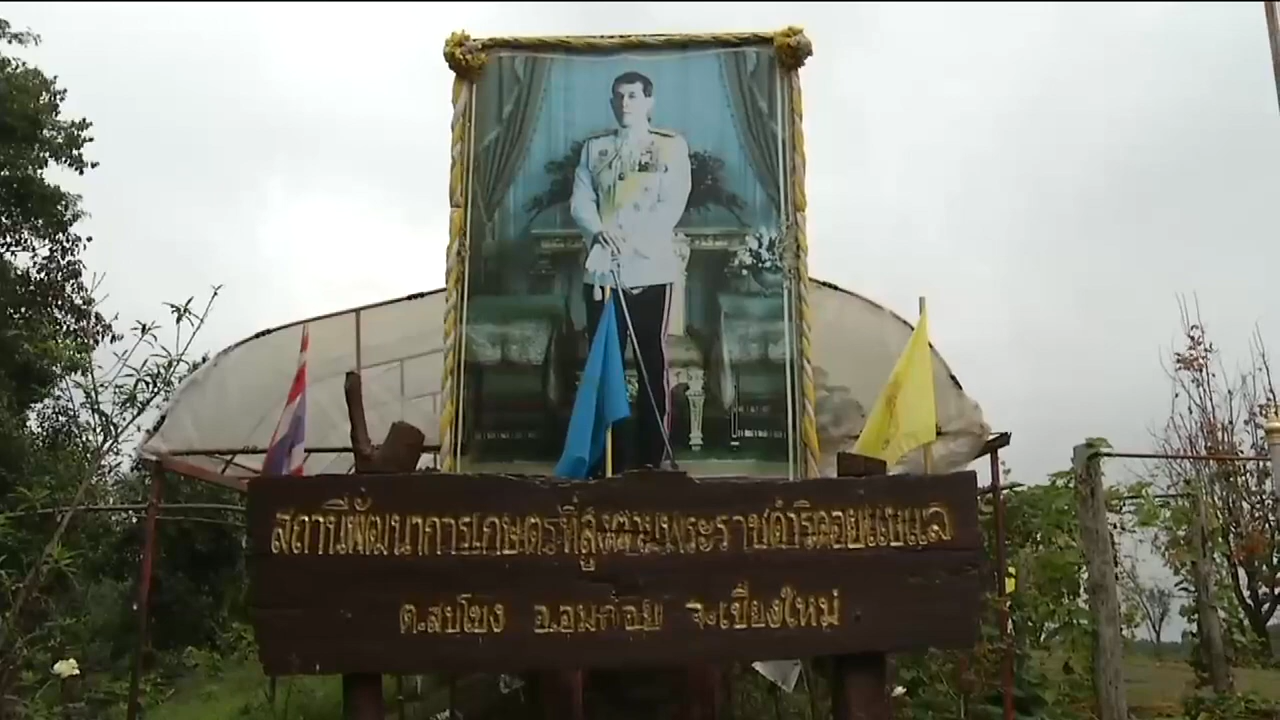 สถานีพัฒนาการเกษตรที่สูงตามพระราชดำริดอยแบแล
ต.สบโขง อ.อมก๋อย จ.เชียงใหม่